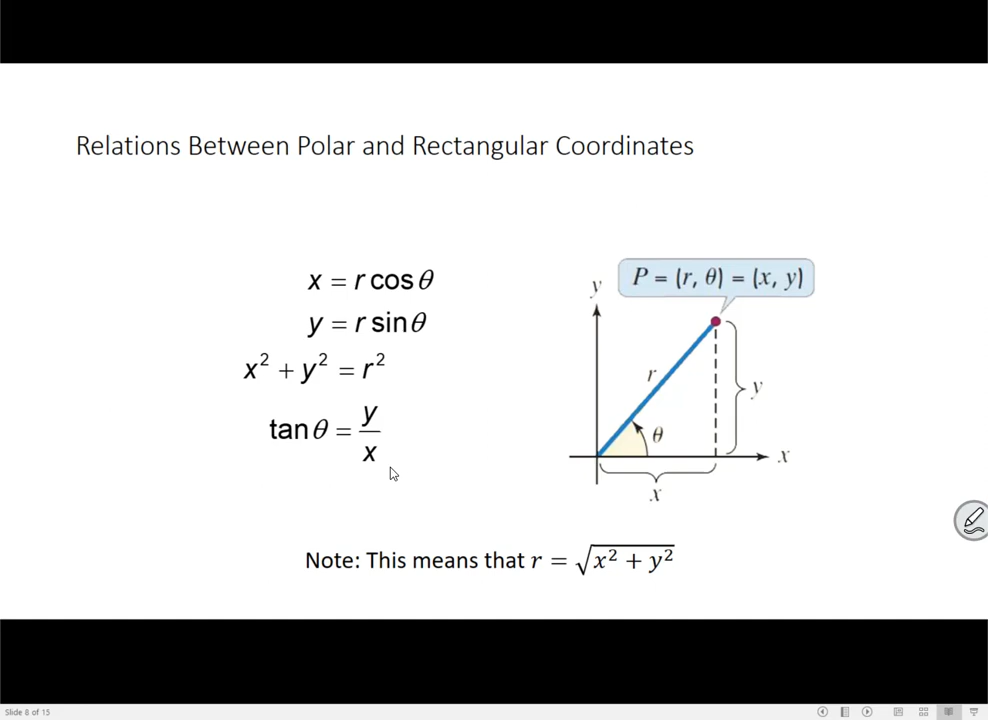 Relations Between Polar and Rectangular Coordinates
x = r cos θ
y = r sin θ
x² + y² = r²
tan θ = y/x
P = (r, θ) = (x, y)
y
r
y
θ
x
x
Note: This means that r = √(x² + y²)
Slide 8 of 15